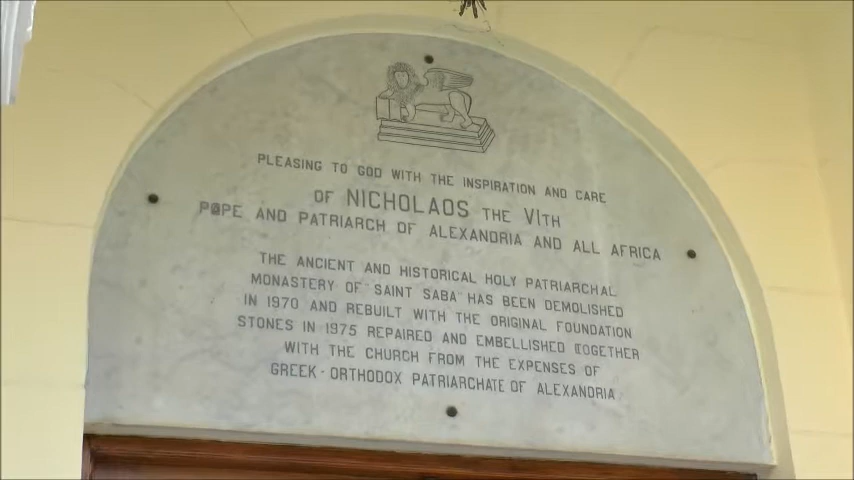 PLEASING TO GOD WITH THE INSPIRATION AND CARE
OF NICHOLAOS THE VITH
POPE AND PATRIARCH OF ALEXANDRIA AND ALL AFRICA
THE ANCIENT AND HISTORICAL HOLY PATRIARCHAL
MONASTERY OF "SAINT SABA" HAS BEEN DEMOLISHED
IN 1970 AND REBUILT WITH THE ORIGINAL FOUNDATION
STONES IN 1975 REPAIRED AND EMBELLISHED TOGETHER
WITH THE CHURCH FROM THE EXPENSES OF
GREEK-ORTHODOX PATRIARCHATE OF ALEXANDRIA